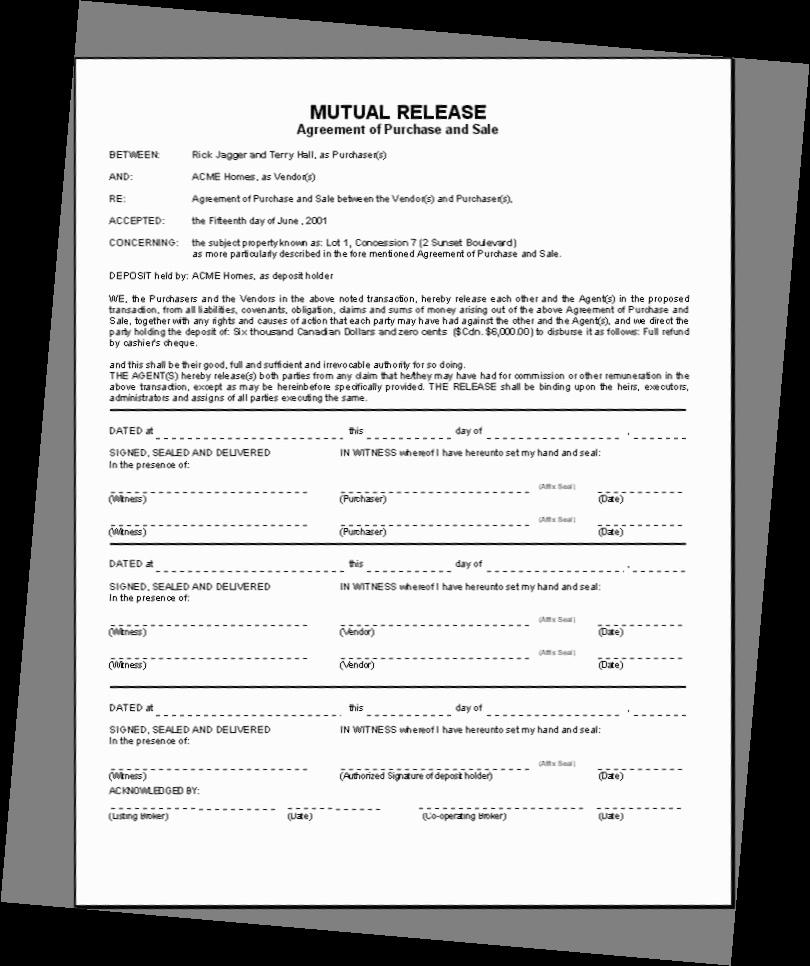 MUTUAL RELEASE
Agreement of Purchase and Sale
BETWEEN: Rick Jagger and Terry Hall, as Purchaser(s)
AND: ACME Homes, as Vendor(s)
RE: Agreement of Purchase and Sale between the Vendor(s) and Purchaser(s),
ACCEPTED: the Fifteenth day of June , 2001
CONCERNING: the subject property known as: Lot 1, Concession 7 (2 Sunset Boulevard)
as more particularly described in the fore mentioned Agreement of Purchase and Sale.
DEPOSIT held by: ACME Homes, as deposit holder
WE, the Purchasers and the Vendors in the above noted transaction, hereby release each other and the Agent(s) in the proposed
transaction, from all liabilities, covenants, obligation, claims and sums of money arising out of the above Agreement of Purchase and
Sale, together with any rights and causes of action that each party may have had against the other and the Agent(s), and we direct the
party holding the deposit of: Six thousand Canadian Dollars and zero cents ($Cdn. $6,000.00) to disburse it as follows: Full refund
by cashier's cheque.
and this shall be their good, full and sufficient and irrevocable authority for so doing.
THE AGENT(S) hereby release(s) both parties from any claim that he/they may have had for commission or other remuneration in the
above transaction, except as may be hereinbefore specifically provided. THE RELEASE shall be binding upon the heirs, executors,
administrators and assigns of all parties executing the same.
DATED at this day of ,
SIGNED, SEALED AND DELIVERED IN WITNESS whereof I have hereunto set my hand and seal:
In the presence of:
(Affix Seal)
(Witness) (Purchaser) (Date)
(Affix Seal)
(Witness) (Purchaser) (Date)
DATED at this day of ,
SIGNED, SEALED AND DELIVERED IN WITNESS whereof I have hereunto set my hand and seal:
In the presence of:
(Affix Seal)
(Witness) (Vendor) (Date)
(Affix Seal)
(Witness) (Vendor) (Date)
DATED at this day of ,
SIGNED, SEALED AND DELIVERED IN WITNESS whereof I have hereunto set my hand and seal:
In the presence of:
(Affix Seal)
(Witness) (Authorized Signature of deposit holder) (Date)
ACKNOWLEDGED BY:
(Listing Broker) (Date) (Co-operating Broker) (Date)